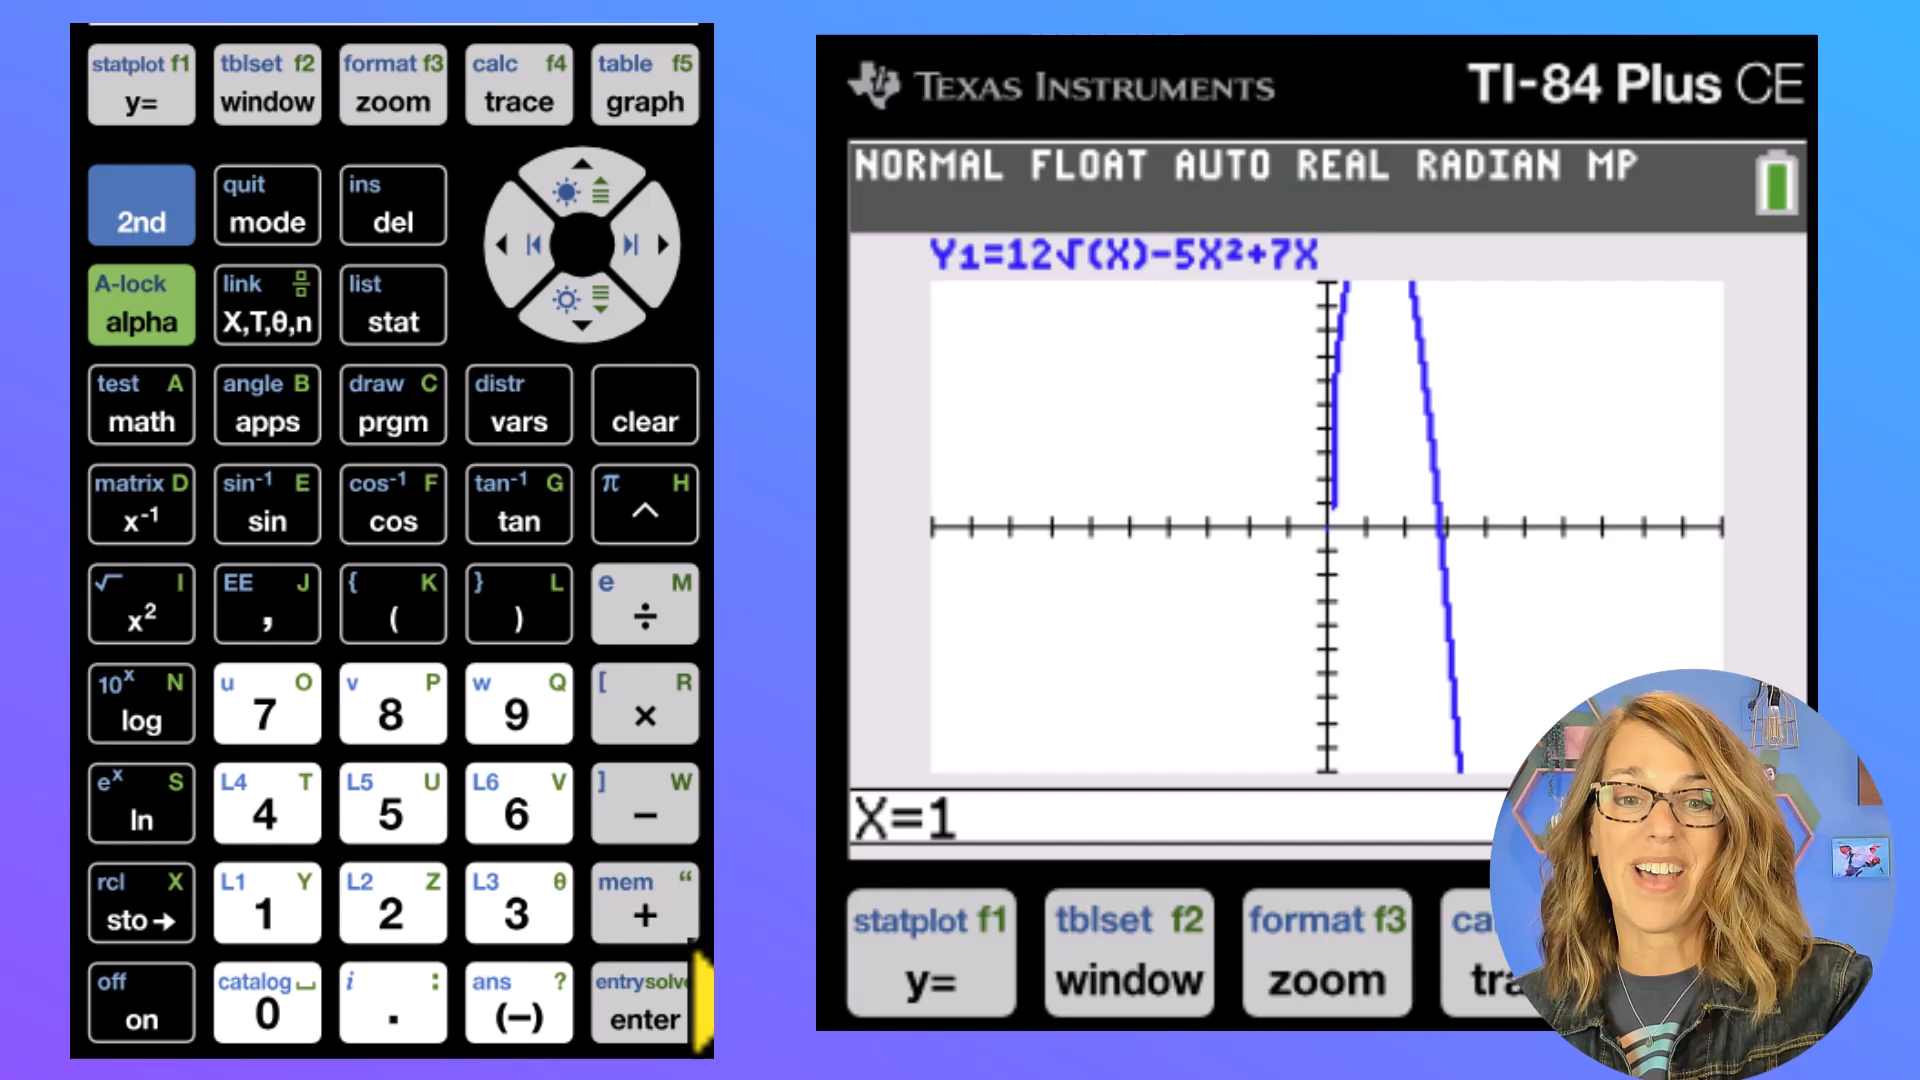 statplot f1 tblset f2 format f3 calc f4 table f5
y= window zoom trace graph
quit ins
2nd mode del
A-lock link list
alpha X,T,θ,n stat
test A angle B draw C distr
math apps prgm vars clear
matrix D sin⁻¹ E cos⁻¹ F tan⁻¹ G π H
x⁻¹ sin cos tan ^
√ I EE J { K } L e M
x² , ( ) ÷
10ˣ N u O v P w Q [ R
log 7 8 9 ×
eˣ S L4 T L5 U L6 V ] W
ln 4 5 6 −
rcl X L1 Y L2 Z L3 θ mem “
sto→ 1 2 3 +
off catalog ⎵ i : ans ? entry solve
on 0 . (−) enter
TEXAS INSTRUMENTS TI-84 Plus CE
NORMAL FLOAT AUTO REAL RADIAN MP
Y1=12√(X)-5X²+7X
X=1
statplot f1 tblset f2 format f3
y= window zoom